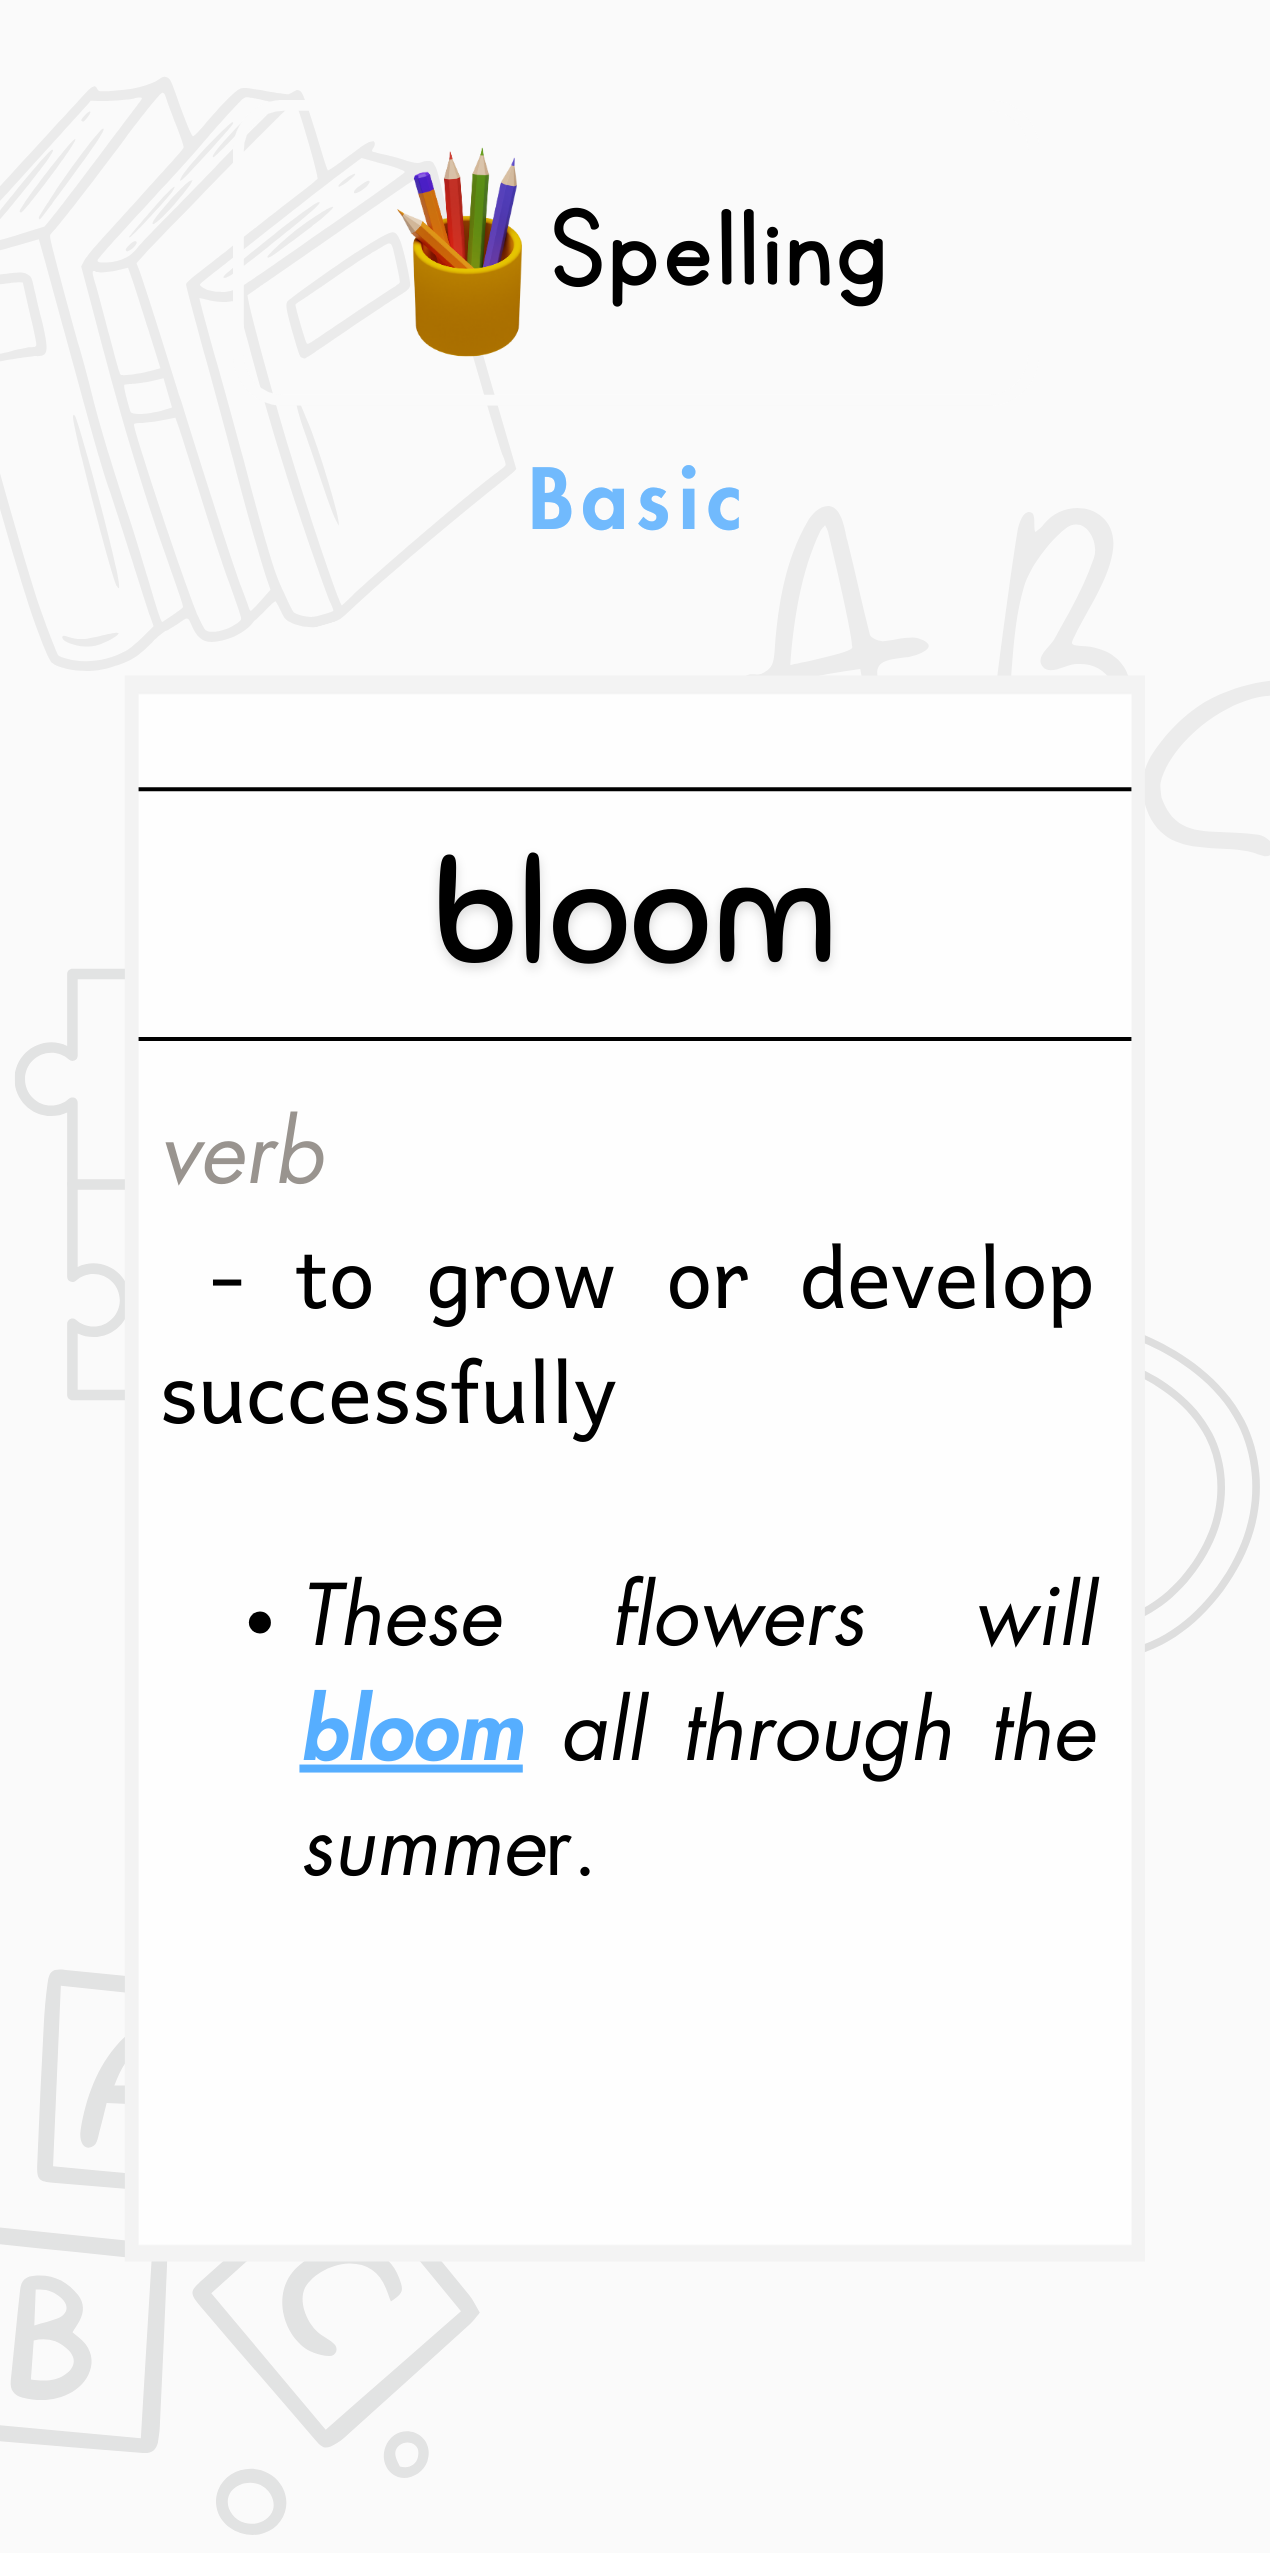 Spelling
Basic
A B
bloom
verb
- to grow or develop
successfully
• These flowers will
bloom all through the
summer.
A
B
C